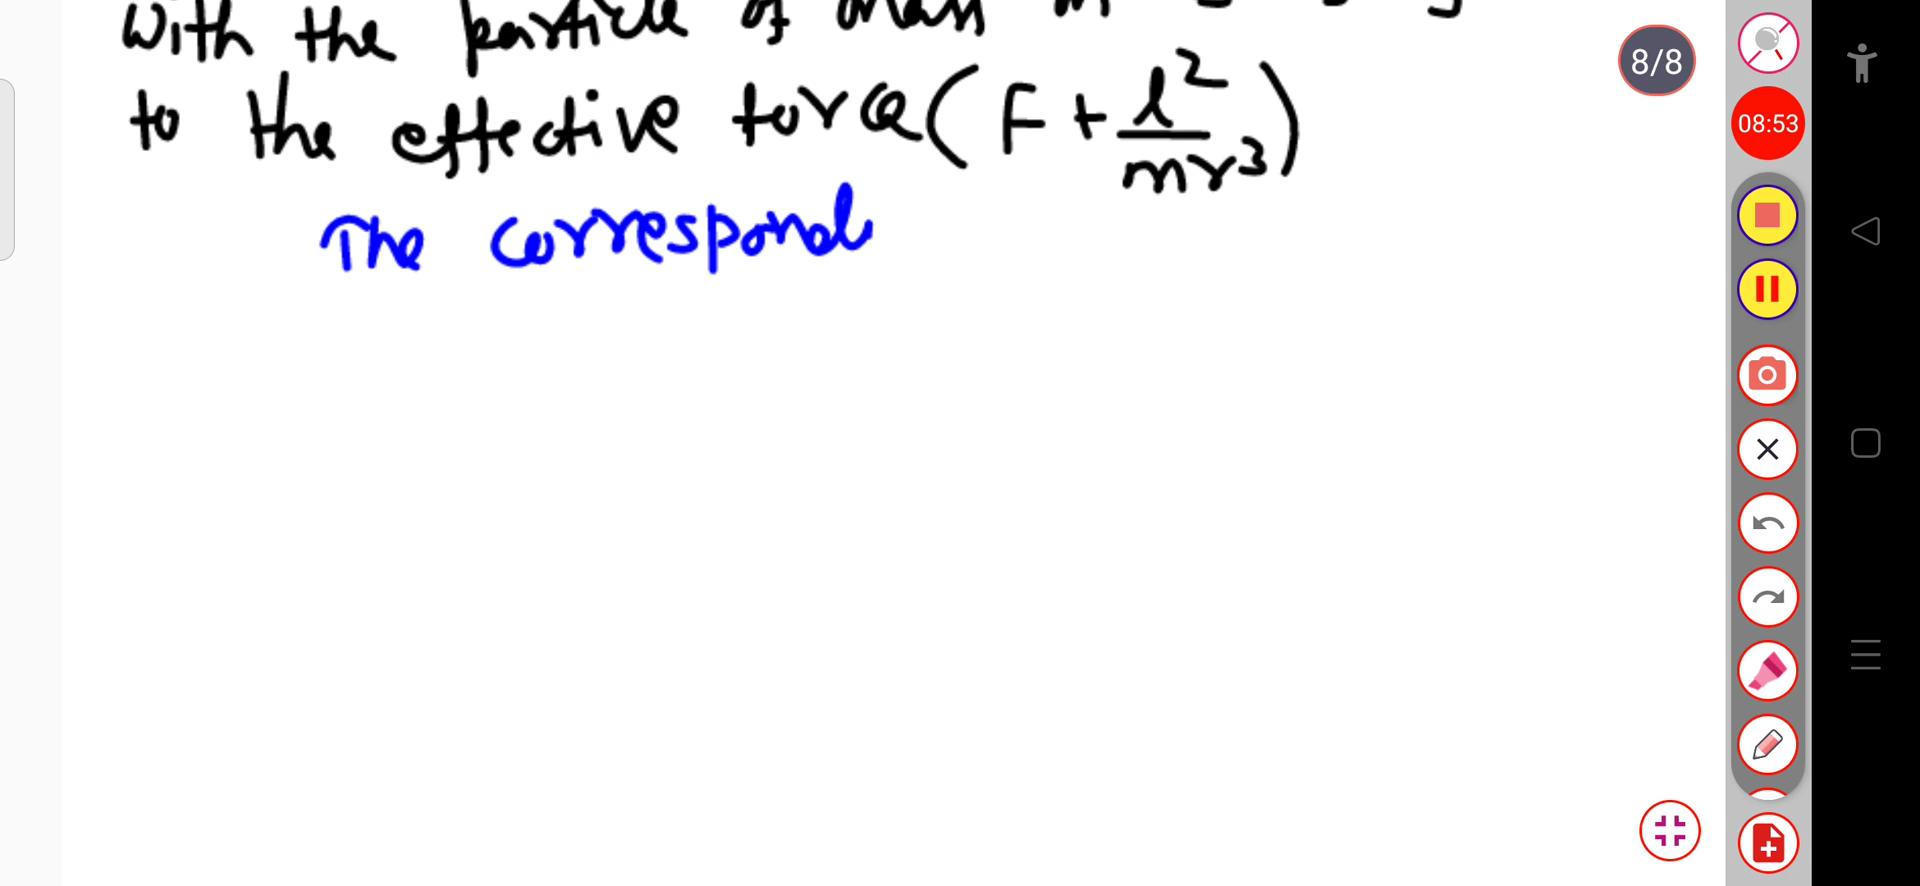 with the particle of mass m
to the effective force (F + l²/mr³)
The correspond
8/8
08:53